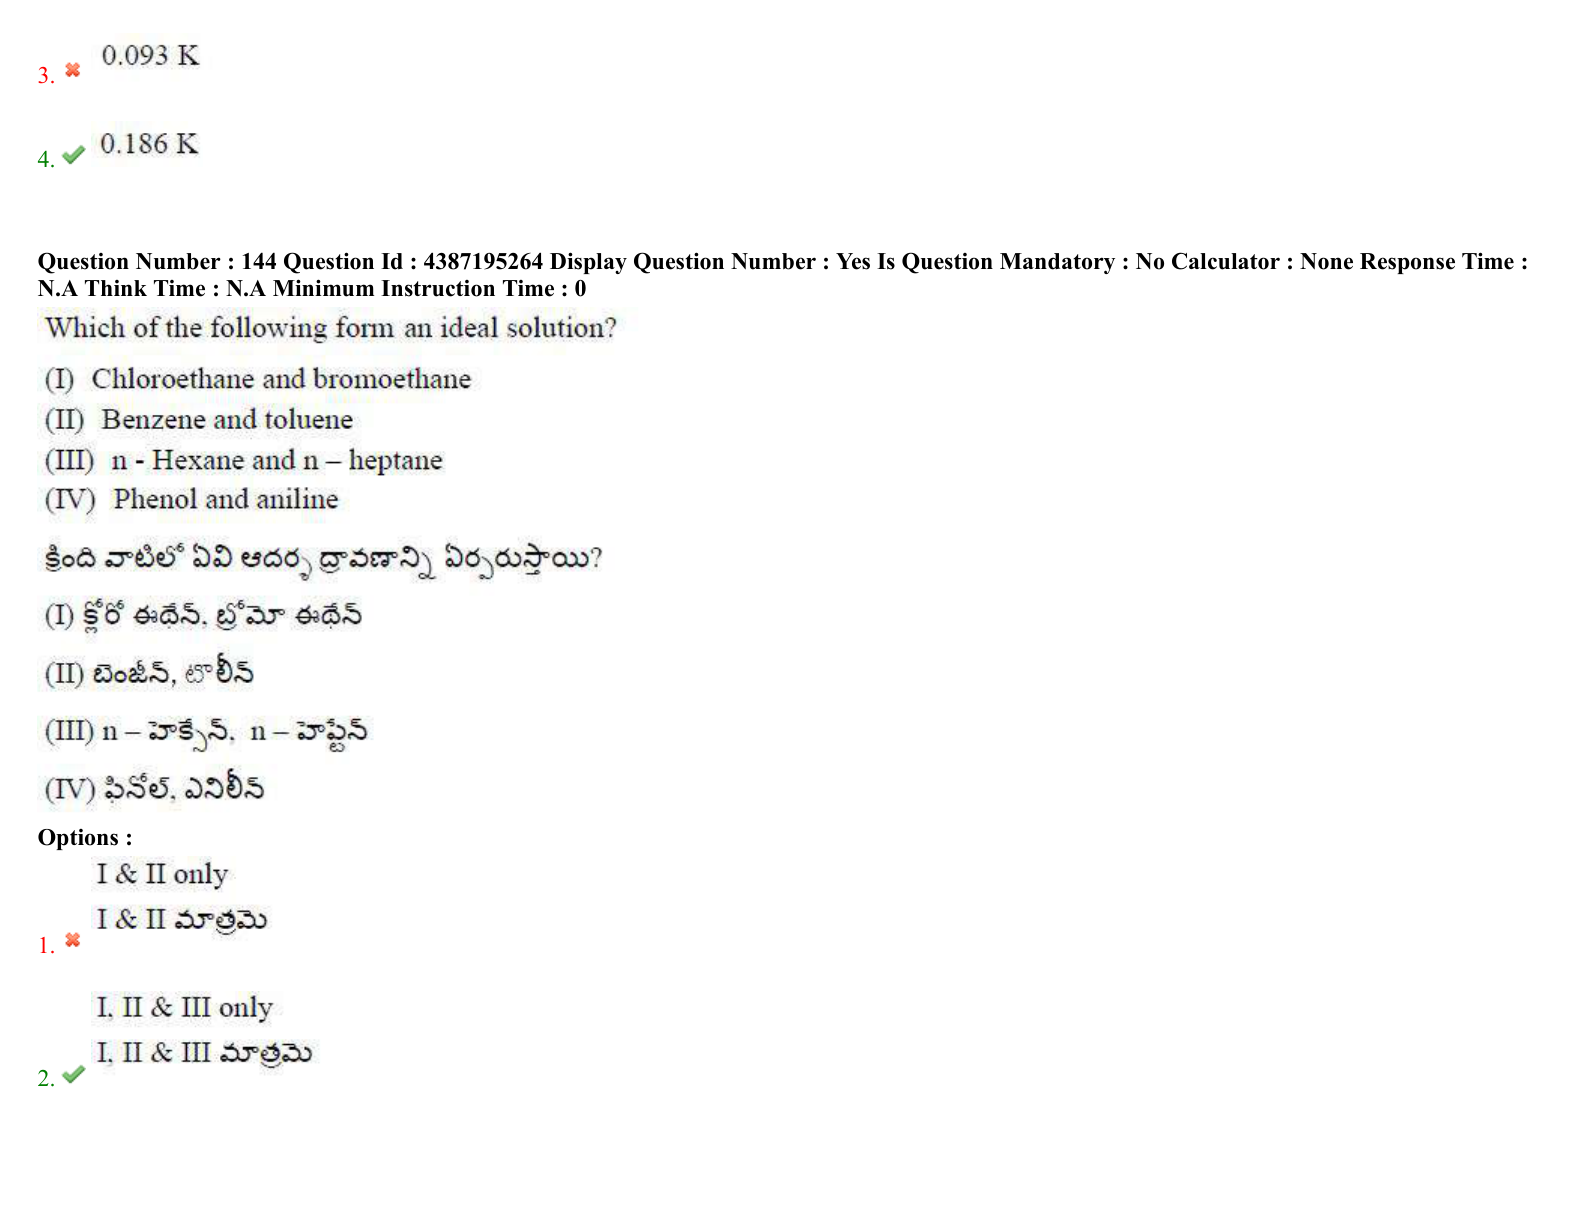 0.093 K
3.
0.186 K
4.
Question Number : 144 Question Id : 4387195264 Display Question Number : Yes Is Question Mandatory : No Calculator : None Response Time :
N.A Think Time : N.A Minimum Instruction Time : 0
Which of the following form an ideal solution?
(I) Chloroethane and bromoethane
(II) Benzene and toluene
(III) n - Hexane and n – heptane
(IV) Phenol and aniline
క్రింది వాటిలో ఏవి ఆదర్శ ద్రావణాన్ని ఏర్పరుస్తాయి?
(I) క్లోరో ఈథేన్, బ్రోమో ఈథేన్
(II) బెంజీన్, టొలీన్
(III) n – హెక్సేన్, n – హెప్టేన్
(IV) ఫినోల్, ఎనిలీన్
Options :
I & II only
I & II మాత్రమె
1.
I, II & III only
I, II & III మాత్రమె
2.